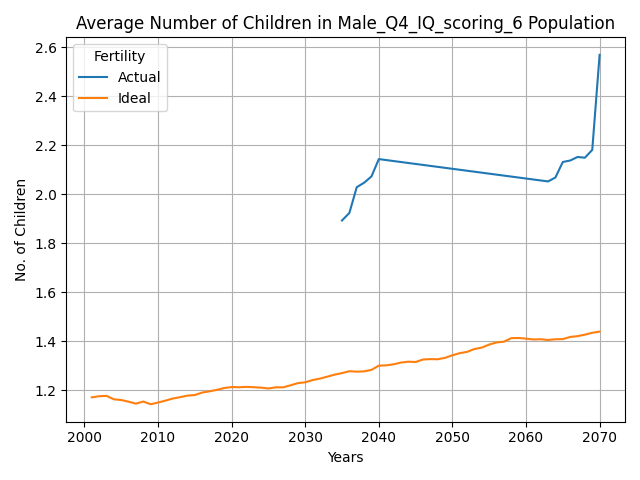 Average Number of Children in Male_Q4_IQ_scoring_6 Population
Fertility
Actual
Ideal
No. of Children
2.6
2.4
2.2
2.0
1.8
1.6
1.4
1.2
2000 2010 2020 2030 2040 2050 2060 2070
Years